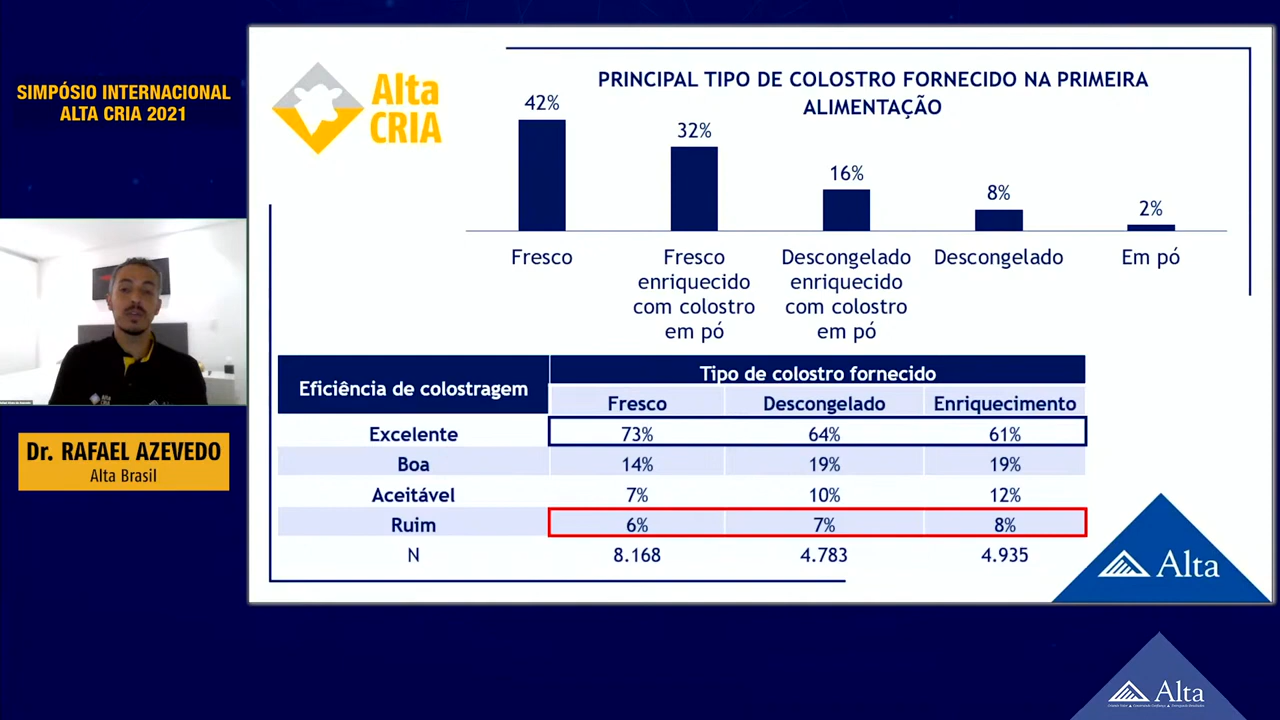 SIMPÓSIO INTERNACIONAL
ALTA CRIA 2021
Dr. RAFAEL AZEVEDO
Alta Brasil
Alta
CRIA
PRINCIPAL TIPO DE COLOSTRO FORNECIDO NA PRIMEIRA
ALIMENTAÇÃO
42%
32%
16%
8%
2%
Fresco
Fresco
enriquecido
com colostro
em pó
Descongelado
enriquecido
com colostro
em pó
Descongelado
Em pó
Eficiência de colostragem
Tipo de colostro fornecido
Fresco Descongelado Enriquecimento
Excelente 73% 64% 61%
Boa 14% 19% 19%
Aceitável 7% 10% 12%
Ruim 6% 7% 8%
N 8.168 4.783 4.935
Alta
Alta